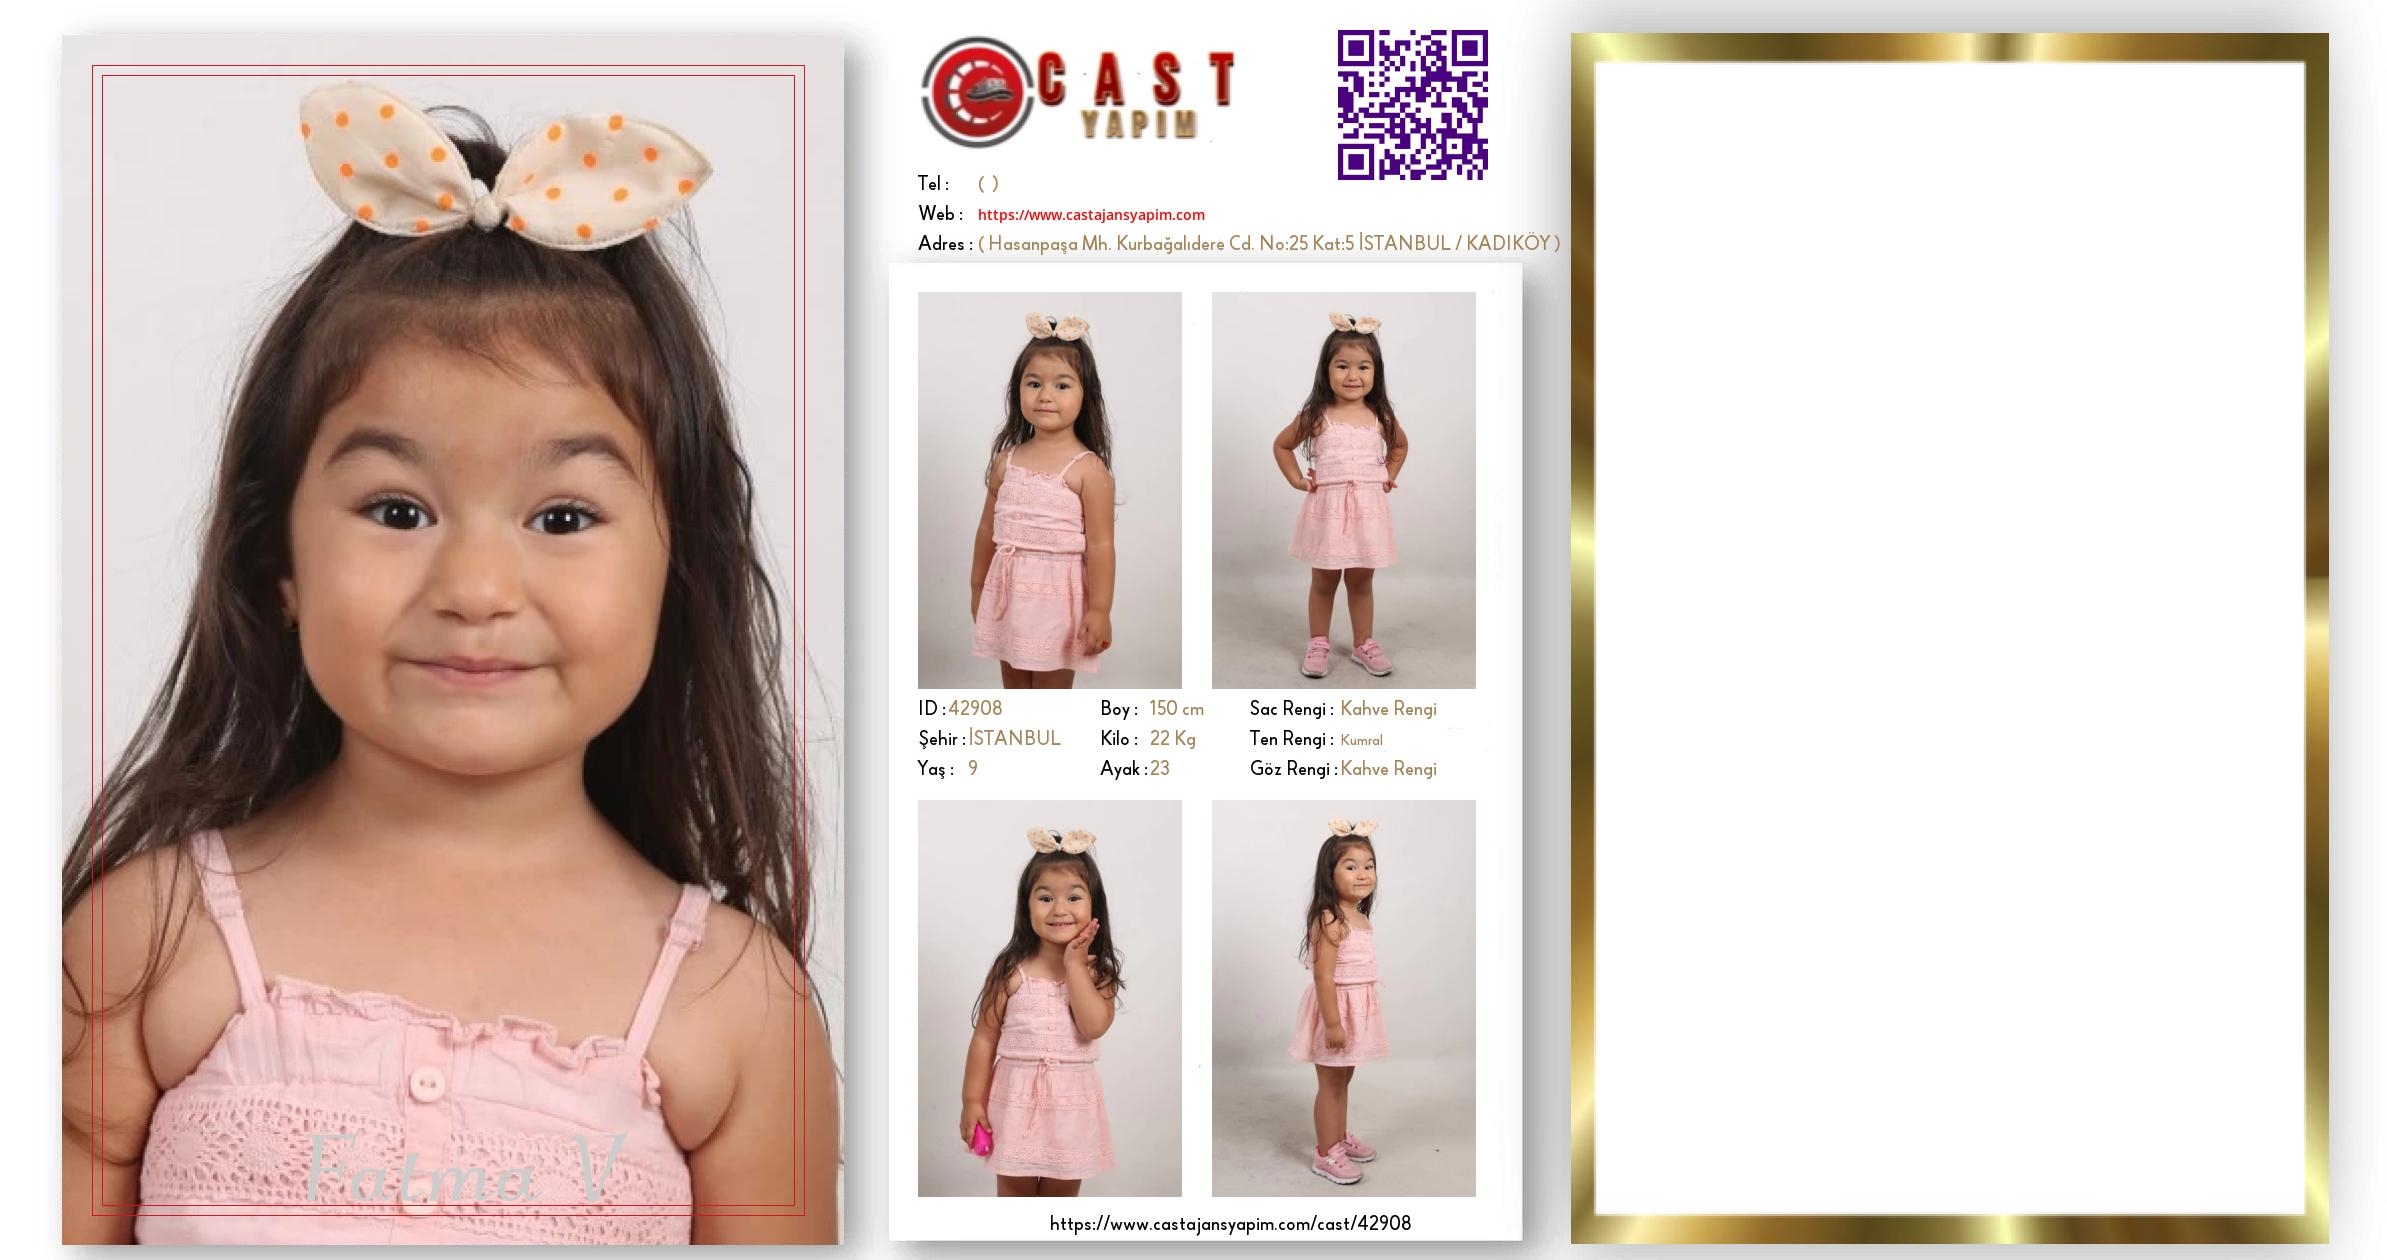 Fatma V
CAST
YAPIM
Tel : ( )
Web : https://www.castajansyapim.com
Adres : ( Hasanpaşa Mh. Kurbağalıdere Cd. No:25 Kat:5 İSTANBUL / KADIKÖY )
ID : 42908 Boy : 150 cm Sac Rengi : Kahve Rengi
Şehir : İSTANBUL Kilo : 22 Kg Ten Rengi : Kumral
Yaş : 9 Ayak : 23 Göz Rengi : Kahve Rengi
https://www.castajansyapim.com/cast/42908